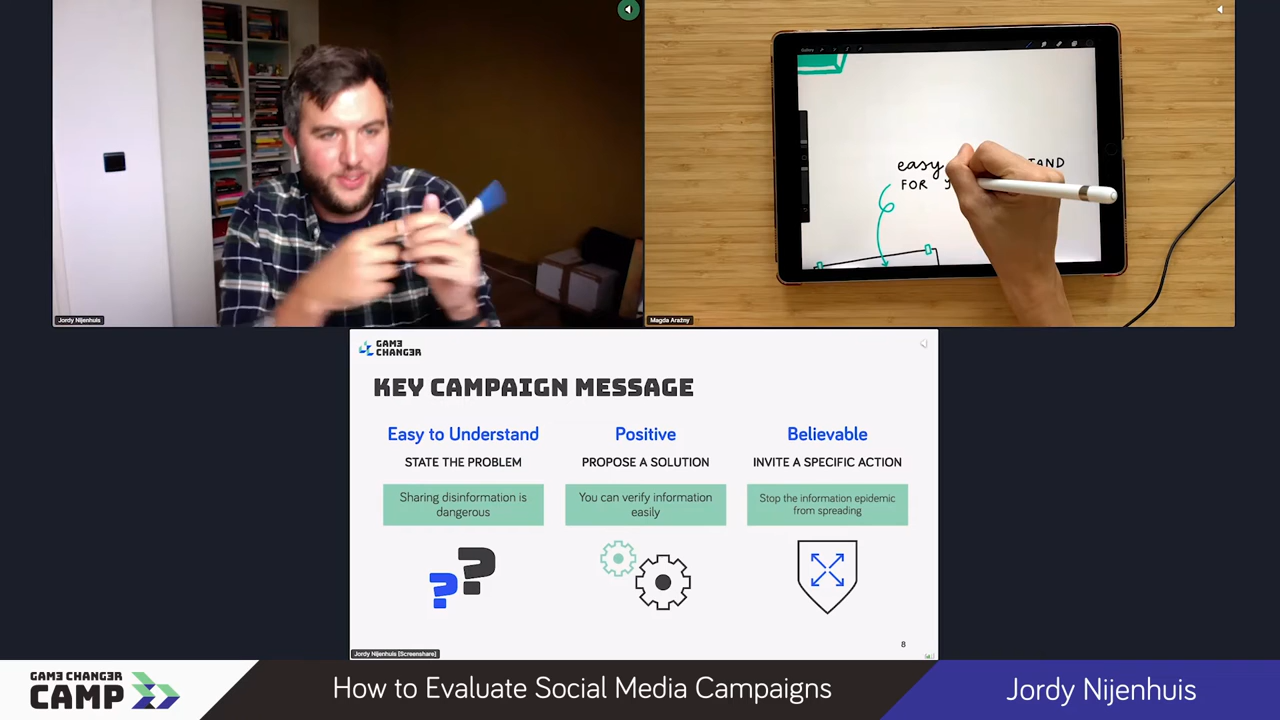 Jordy Nijenhuis
Gallery
easy
TAND
FOR
Magda Arażny
GAM3
CHANG3R
KEY CAMPAIGN MESSAGE
Easy to Understand
Positive
Believable
STATE THE PROBLEM
PROPOSE A SOLUTION
INVITE A SPECIFIC ACTION
Sharing disinformation is
dangerous
You can verify information
easily
Stop the information epidemic
from spreading
??
8
Jordy Nijenhuis [Screenshare]
GAM3 CHANG3R
CAMP
How to Evaluate Social Media Campaigns
Jordy Nijenhuis